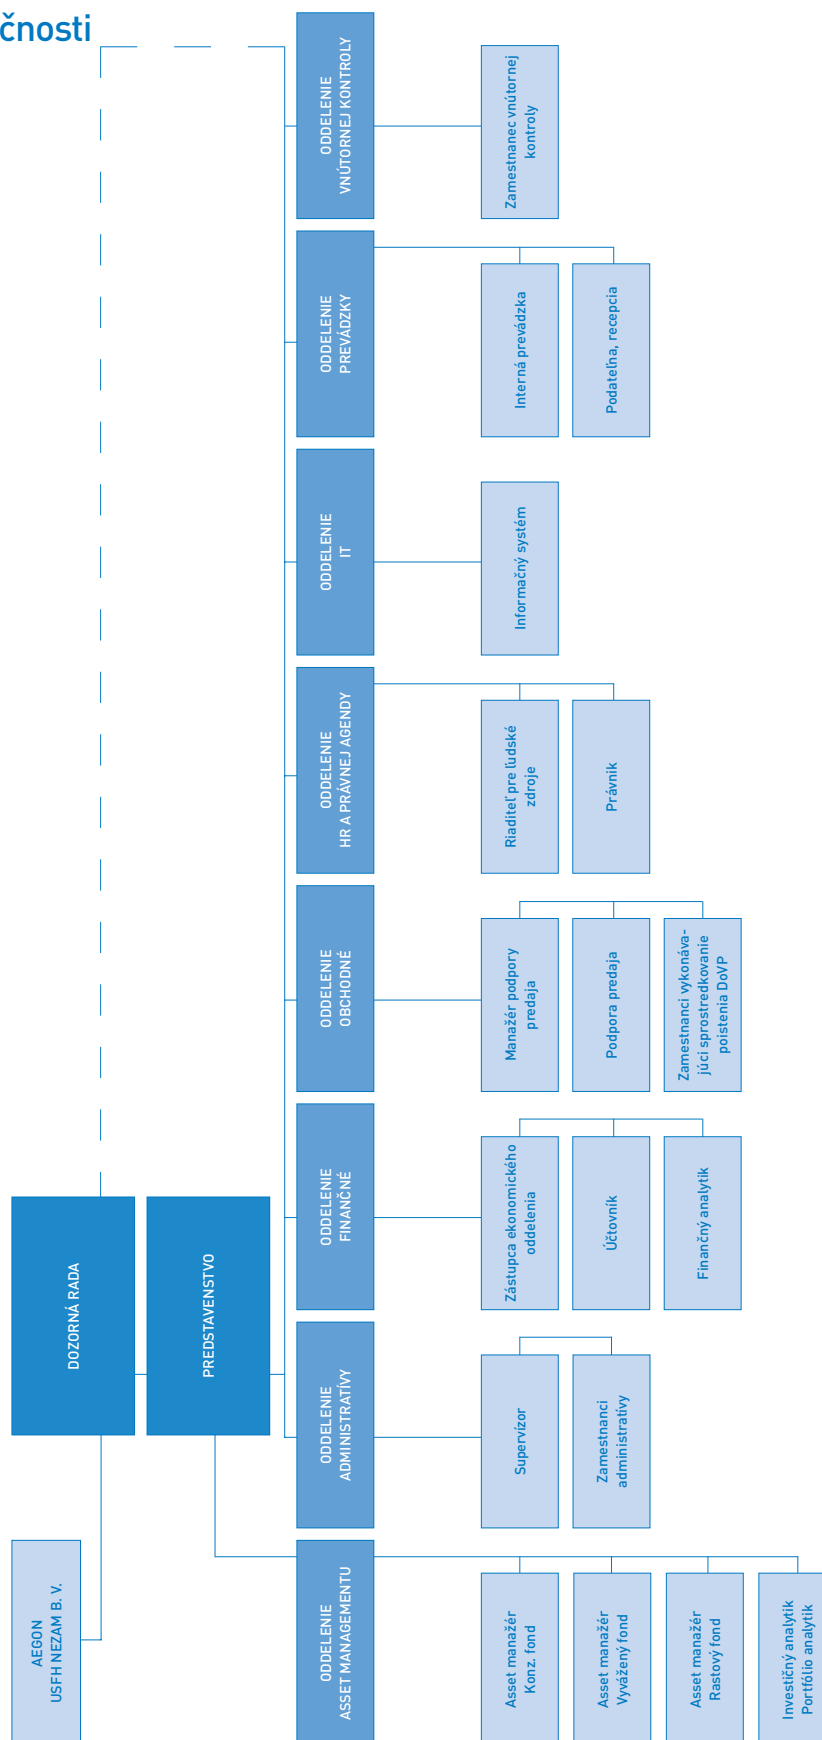 čnosti
AEGON
USFH NEZAM B. V.
DOZORNÁ RADA
PREDSTAVENSTVO
ODDELENIE
ASSET MANAGEMENTU
Asset manažér
Konz. fond
Asset manažér
Vyvážený fond
Asset manažér
Rastový fond
Investičný analytik
Portfólio analytik
ODDELENIE
ADMINISTRATÍVY
Supervízor
Zamestnanci
administratívy
ODDELENIE
FINANČNÉ
Zástupca ekonomického
oddelenia
Účtovník
Finančný analytik
ODDELENIE
OBCHODNÉ
Manažér podpory
predaja
Podpora predaja
Zamestnanci vykonáva-
júci sprostredkovanie
poistenia DoVP
ODDELENIE
HR A PRÁVNEJ AGENDY
Riaditeľ pre ľudské
zdroje
Právnik
ODDELENIE
IT
Informačný systém
ODDELENIE
PREVÁDZKY
Interná prevádzka
Podateľna, recepcia
ODDELENIE
VNÚTORNEJ KONTROLY
Zamestnanec vnútornej
kontroly